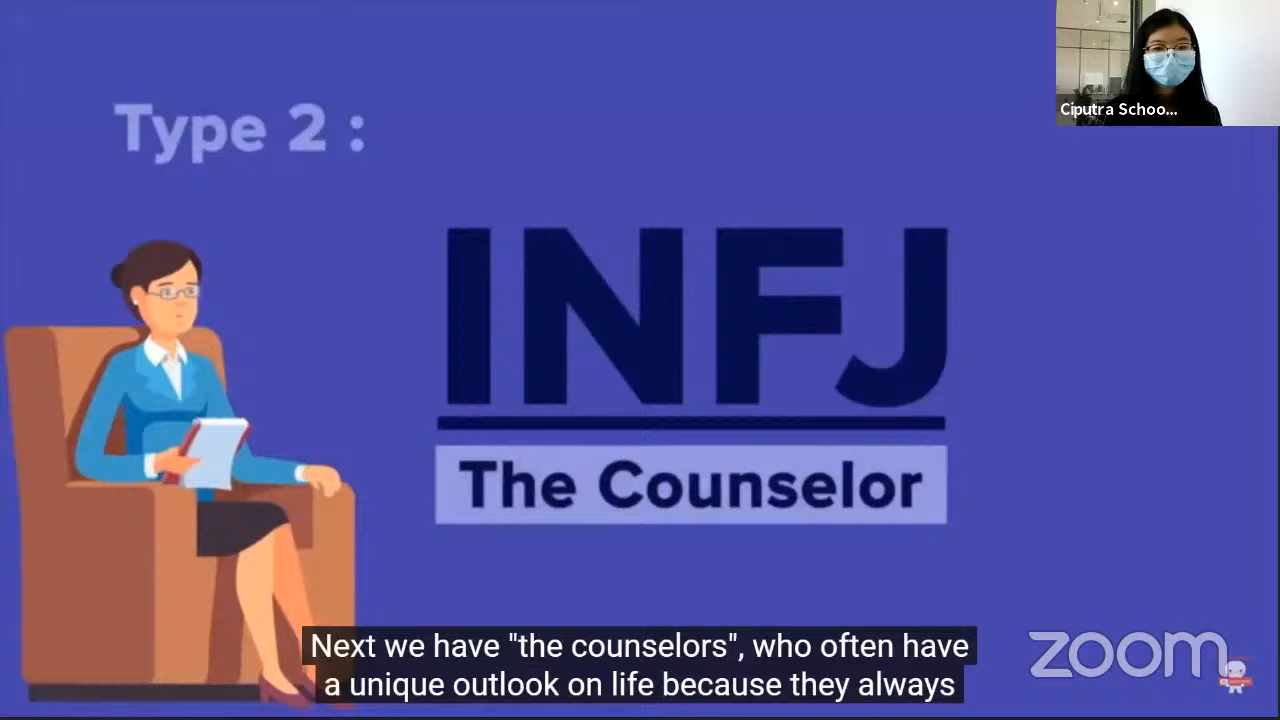 Ciputra Schoo...
Type 2 :
INFJ
The Counselor
Next we have "the counselors", who often have
a unique outlook on life because they always
zoom